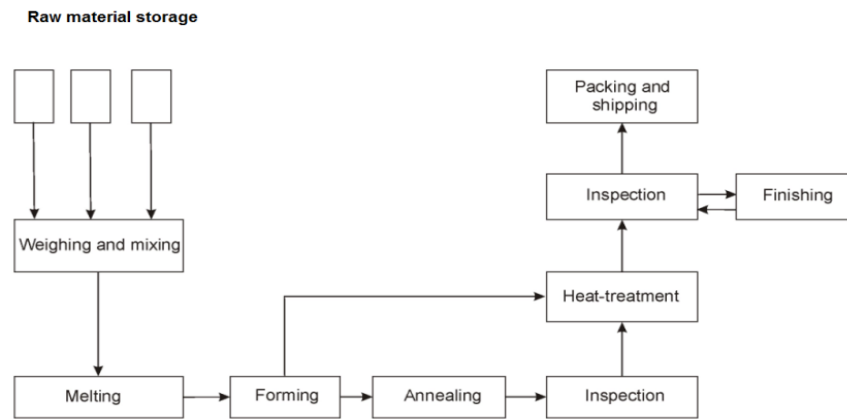 Raw material storage
Packing and
shipping
Inspection
Finishing
Weighing and mixing
Heat-treatment
Melting
Forming
Annealing
Inspection